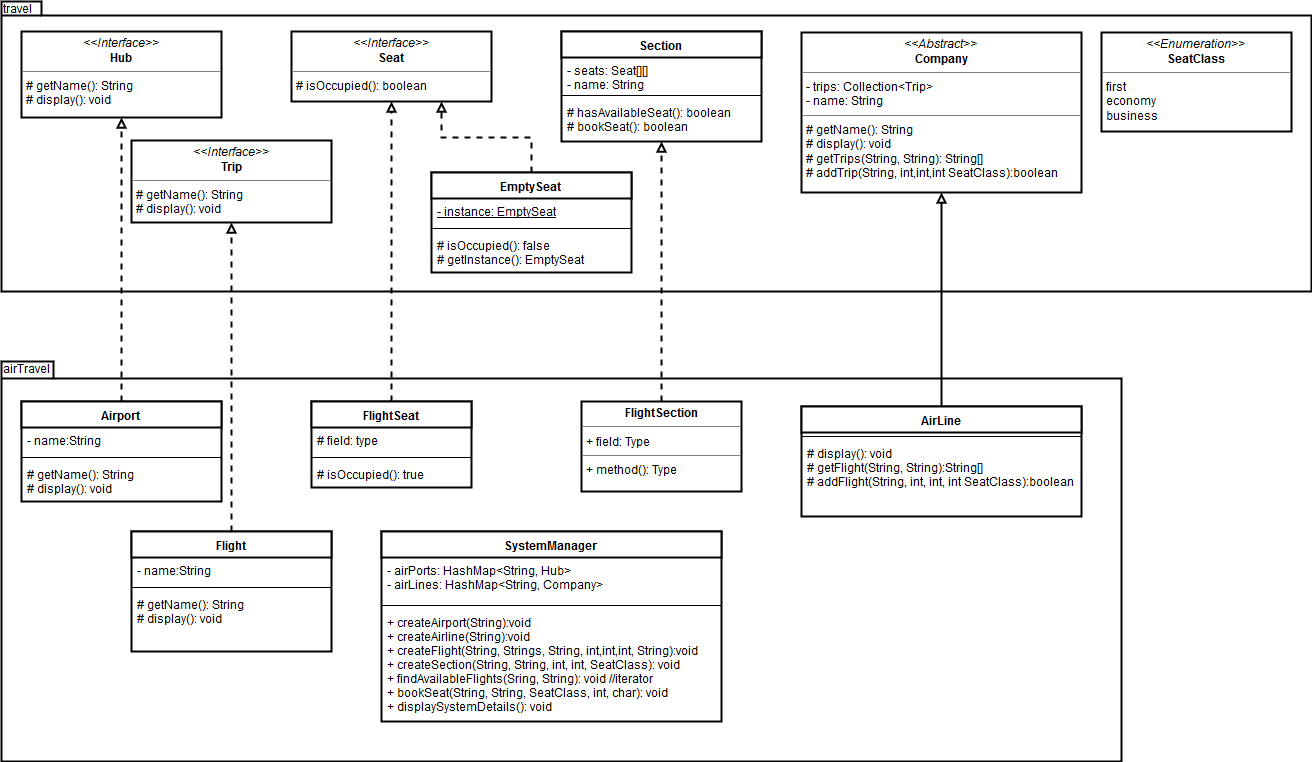 travel
<<Interface>>
Hub
# getName(): String
# display(): void
<<Interface>>
Trip
# getName(): String
# display(): void
<<Interface>>
Seat
# isOccupied(): boolean
EmptySeat
- instance: EmptySeat
# isOccupied(): false
# getInstance(): EmptySeat
Section
- seats: Seat[][]
- name: String
# hasAvailableSeat(): boolean
# bookSeat(): boolean
<<Abstract>>
Company
- trips: Collection<Trip>
- name: String
# getName(): String
# display(): void
# getTrips(String, String): String[]
# addTrip(String, int,int,int SeatClass):boolean
<<Enumeration>>
SeatClass
first
economy
business
airTravel
Airport
- name:String
# getName(): String
# display(): void
Flight
- name:String
# getName(): String
# display(): void
FlightSeat
# field: type
# isOccupied(): true
FlightSection
+ field: Type
+ method(): Type
AirLine
# display(): void
# getFlight(String, String):String[]
# addFlight(String, int, int, int SeatClass):boolean
SystemManager
- airPorts: HashMap<String, Hub>
- airLines: HashMap<String, Company>
+ createAirport(String):void
+ createAirline(String):void
+ createFlight(String, Strings, String, int,int,int, String):void
+ createSection(String, String, int, int, SeatClass): void
+ findAvailableFlights(Sring, String): void //iterator
+ bookSeat(String, String, SeatClass, int, char): void
+ displaySystemDetails(): void